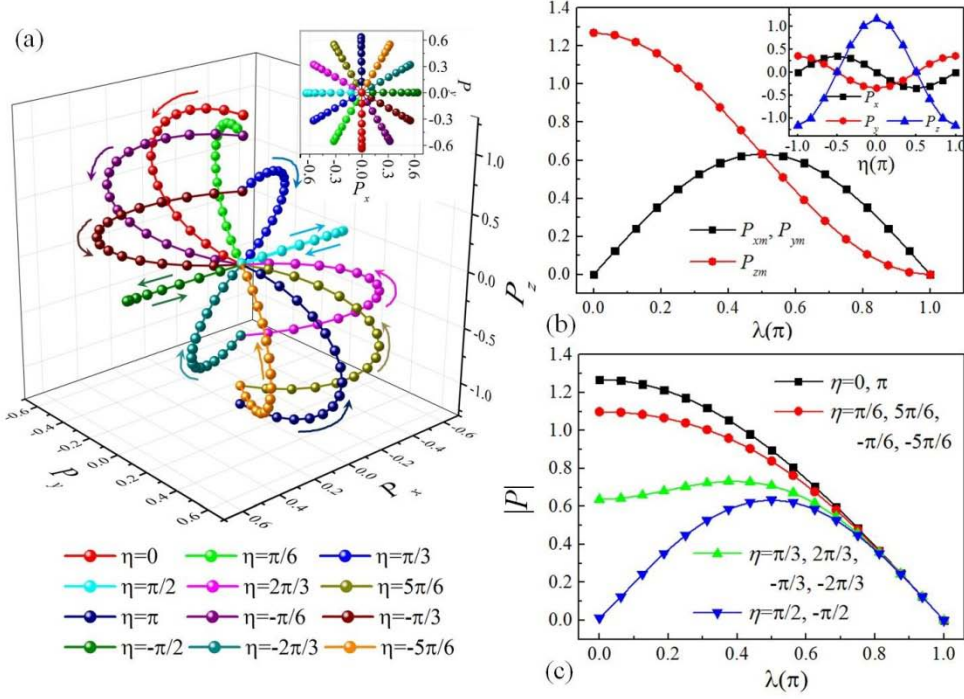 (a)
0.6
0.3
0.0
-0.3
-0.6
P_y
-0.6 -0.3 0.0 0.3 0.6
P_x
1.0
0.5
0.0
-0.5
-1.0
P_z
-0.6 -0.4 -0.2 0.0 0.2 0.4 0.6
P_y
0.6 0.4 0.2 0.0 -0.2 -0.4 -0.6
P_x
η=0 η=π/6 η=π/3
η=π/2 η=2π/3 η=5π/6
η=π η=-π/6 η=-π/3
η=-π/2 η=-2π/3 η=-5π/6
(b)
1.4
1.2
1.0
0.8
0.6
0.4
0.2
0.0
0.0 0.2 0.4 0.6 0.8 1.0
λ(π)
P_xm, P_ym
P_zm
1.0
0.5
0.0
-0.5
-1.0
P_x
P_y P_z
-1.0 -0.5 0.0 0.5 1.0
η(π)
(c)
1.4
1.2
1.0
0.8
0.6
0.4
0.2
0.0
|P|
0.0 0.2 0.4 0.6 0.8 1.0
λ(π)
η=0, π
η=π/6, 5π/6,
-π/6, -5π/6
η=π/3, 2π/3,
-π/3, -2π/3
η=π/2, -π/2